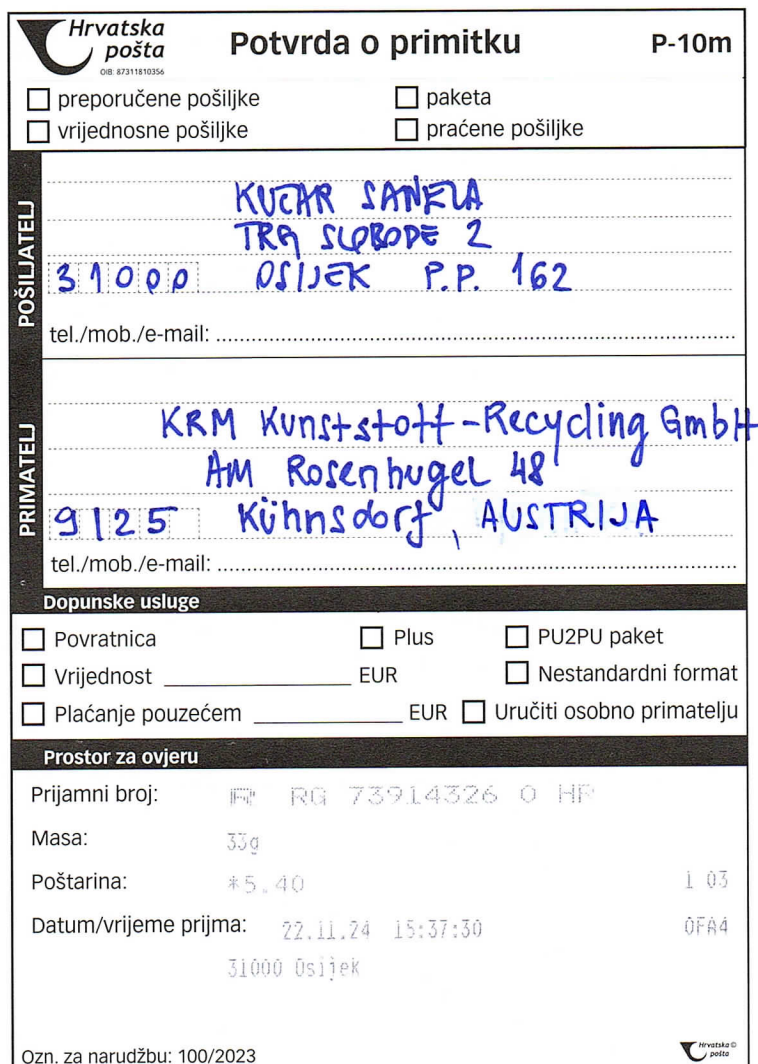 Hrvatska pošta
OIB: 87311810356
Potvrda o primitku
P-10m
preporučene pošiljke
paketa
vrijednosne pošiljke
praćene pošiljke
POŠILJATELJ
KUČAR SANELA
TRG SLOBODE 2
31000 OSIJEK P.P. 162
tel./mob./e-mail:
PRIMATELJ
KRM Kunststoff-Recycling GmbH
AM Rosenhugel 48
9125 Kühnsdorf, AUSTRIJA
tel./mob./e-mail:
Dopunske usluge
Povratnica
Plus
PU2PU paket
Vrijednost EUR
Nestandardni format
Plaćanje pouzećem EUR
Uručiti osobno primatelju
Prostor za ovjeru
Prijamni broj: R RG 73914326 0 HR
Masa: 33g
Poštarina: *5.40 1 03
Datum/vrijeme prijma: 22.11.24 15:37:30 0FA4
31000 Osijek
Ozn. za narudžbu: 100/2023
Hrvatska © pošta